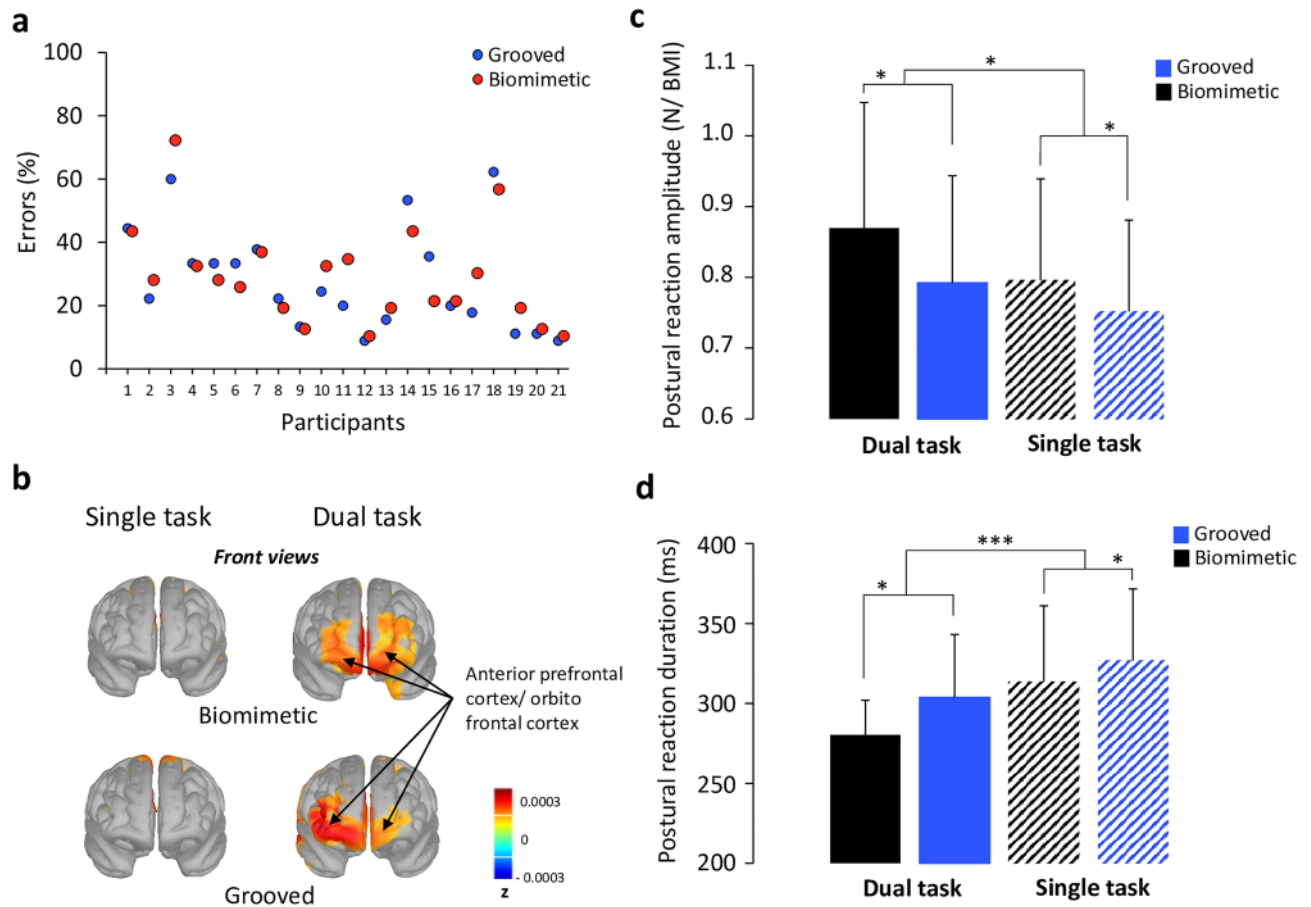 a
100
80
60
40
20
0
Errors (%)
Grooved
Biomimetic
1 2 3 4 5 6 7 8 9 10 11 12 13 14 15 16 17 18 19 20 21
Participants
b
Single task
Dual task
Front views
Biomimetic
Grooved
Anterior prefrontal
cortex/ orbito
frontal cortex
0.0003
0
- 0.0003
z
c
Postural reaction amplitude (N/ BMI)
1.1
1.0
0.9
0.8
0.7
0.6
*
*
*
Grooved
Biomimetic
Dual task
Single task
d
Postural reaction duration (ms)
400
350
300
250
200
*
***
*
Grooved
Biomimetic
Dual task
Single task